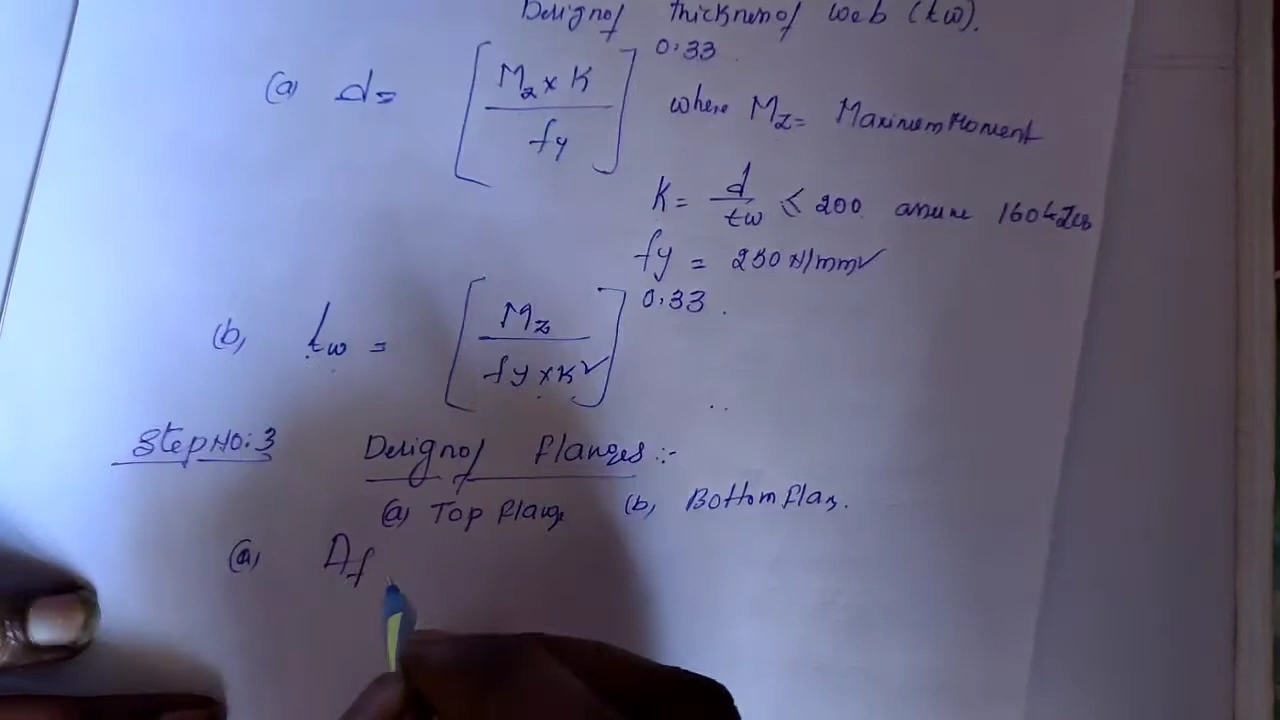 Design of thickness of web (tw).
(a) d = [ Mz × K / fy ]^0.33 where Mz = Maximum Moment
K = d/tw ≤ 200 assume 160
fy = 250 N/mm²
(b) tw = [ Mz / fy × K² ]^0.33 .
Step NO: 3 Design of flanges :-
(a) Top flange (b) Bottom flan.
(a) Af